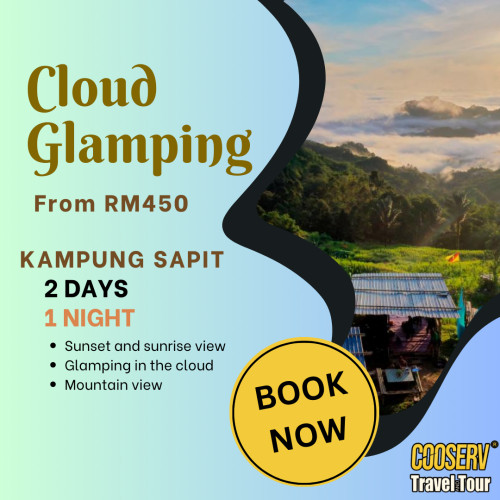 Cloud
Glamping
From RM450
KAMPUNG SAPIT
2 DAYS
1 NIGHT
• Sunset and sunrise view
• Glamping in the cloud
• Mountain view
BOOK
NOW
COOSERV®
Travel Tour